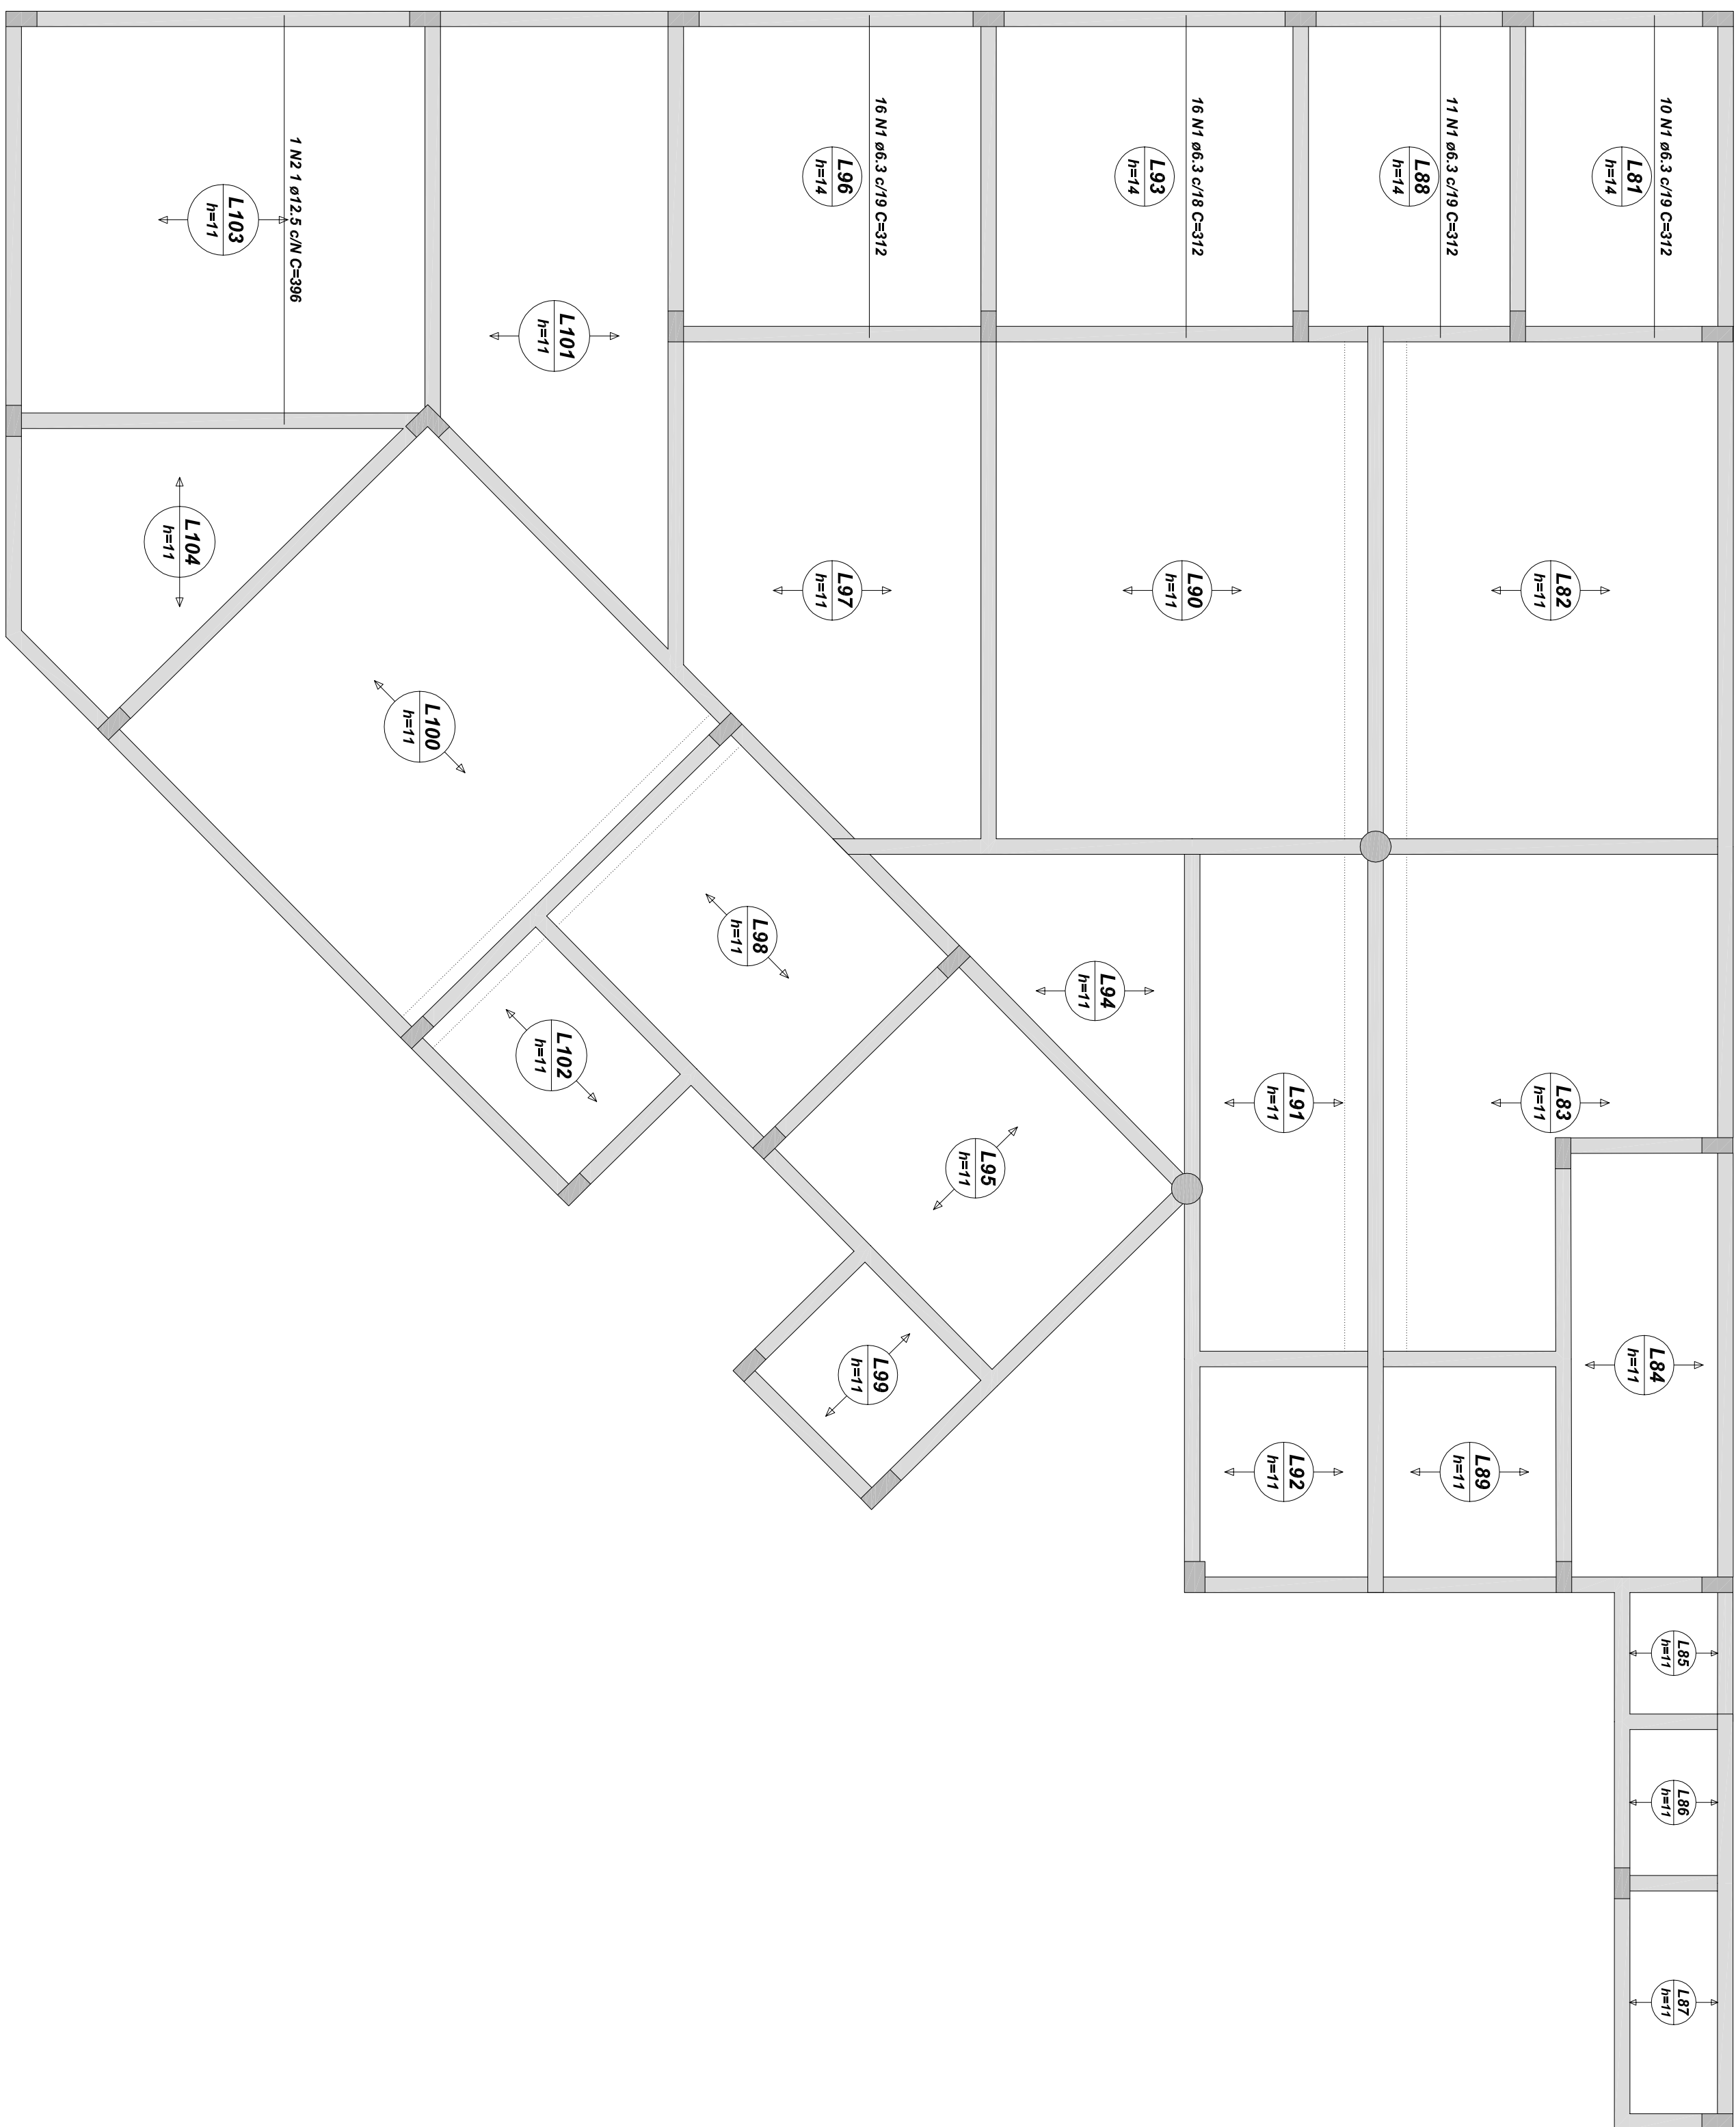 10 N1 ø6.3 c/19 C=312
L81
h=14
11 N1 ø6.3 c/19 C=312
L88
h=14
16 N1 ø6.3 c/18 C=312
L93
h=14
16 N1 ø6.3 c/19 C=312
L96
h=14
L101
h=11
1 N2 1 ø12.5 c/N C=396
L103
h=11
L82
h=11
L90
h=11
L97
h=11
L104
h=11
L100
h=11
L83
h=11
L91
h=11
L94
h=11
L98
h=11
L102
h=11
L95
h=11
L84
h=11
L89
h=11
L92
h=11
L99
h=11
L85
h=11
L86
h=11
L87
h=11